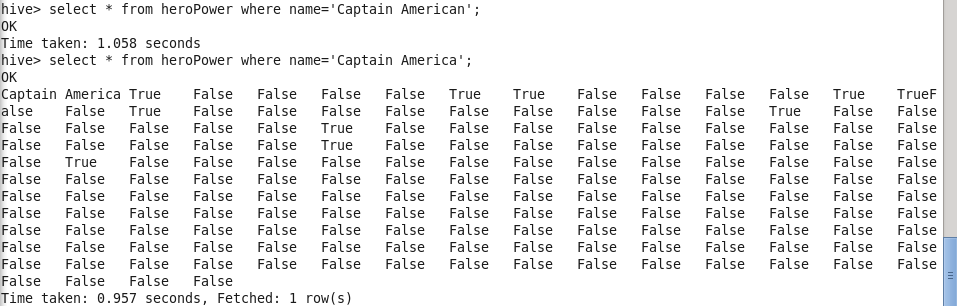 hive> select * from heroPower where name='Captain American';
OK
Time taken: 1.058 seconds
hive> select * from heroPower where name='Captain America';
OK
Captain America True False False False False True True False False False False True TrueF
alse False True False False False False False False False False False True False False
False False False False False True False False False False False False False False False
False False False False False True False False False False False False False False False
False True False False False False False False False False False False False False False
False False False False False False False False False False False False False False False
False False False False False False False False False False False False False False False
False False False False False False False False False False False False False False False
False False False False False False False False False False False False False False False
False False False False False False False False False False False False False False False
False False False False False False False False False False False False False False False
False False False False
Time taken: 0.957 seconds, Fetched: 1 row(s)